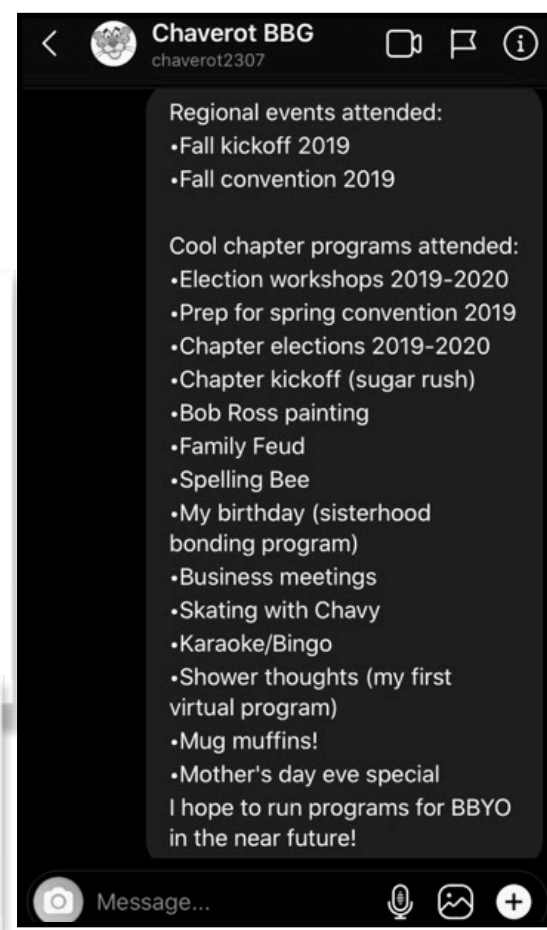 Chaverot BBG
chaverot2307
Regional events attended:
•Fall kickoff 2019
•Fall convention 2019
Cool chapter programs attended:
•Election workshops 2019-2020
•Prep for spring convention 2019
•Chapter elections 2019-2020
•Chapter kickoff (sugar rush)
•Bob Ross painting
•Family Feud
•Spelling Bee
•My birthday (sisterhood
bonding program)
•Business meetings
•Skating with Chavy
•Karaoke/Bingo
•Shower thoughts (my first
virtual program)
•Mug muffins!
•Mother's day eve special
I hope to run programs for BBYO
in the near future!
Message...